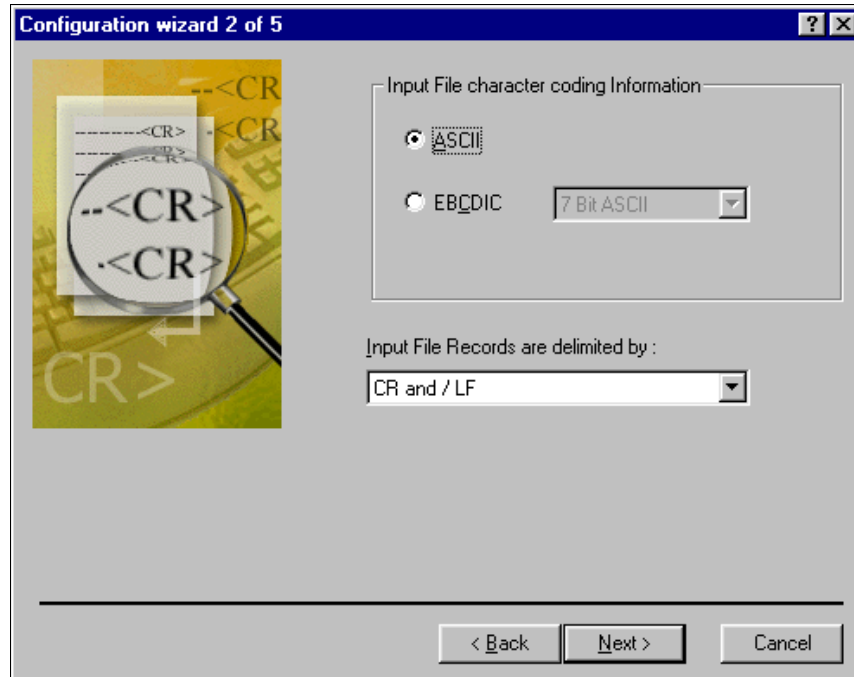 Configuration wizard 2 of 5
--<CR
-<CR
---------<CR>
<CR>
--<CR>
.<CR>
CR>
Input File character coding Information
ASCII
EBCDIC 7 Bit ASCII
Input File Records are delimited by :
CR and / LF
< Back Next > Cancel